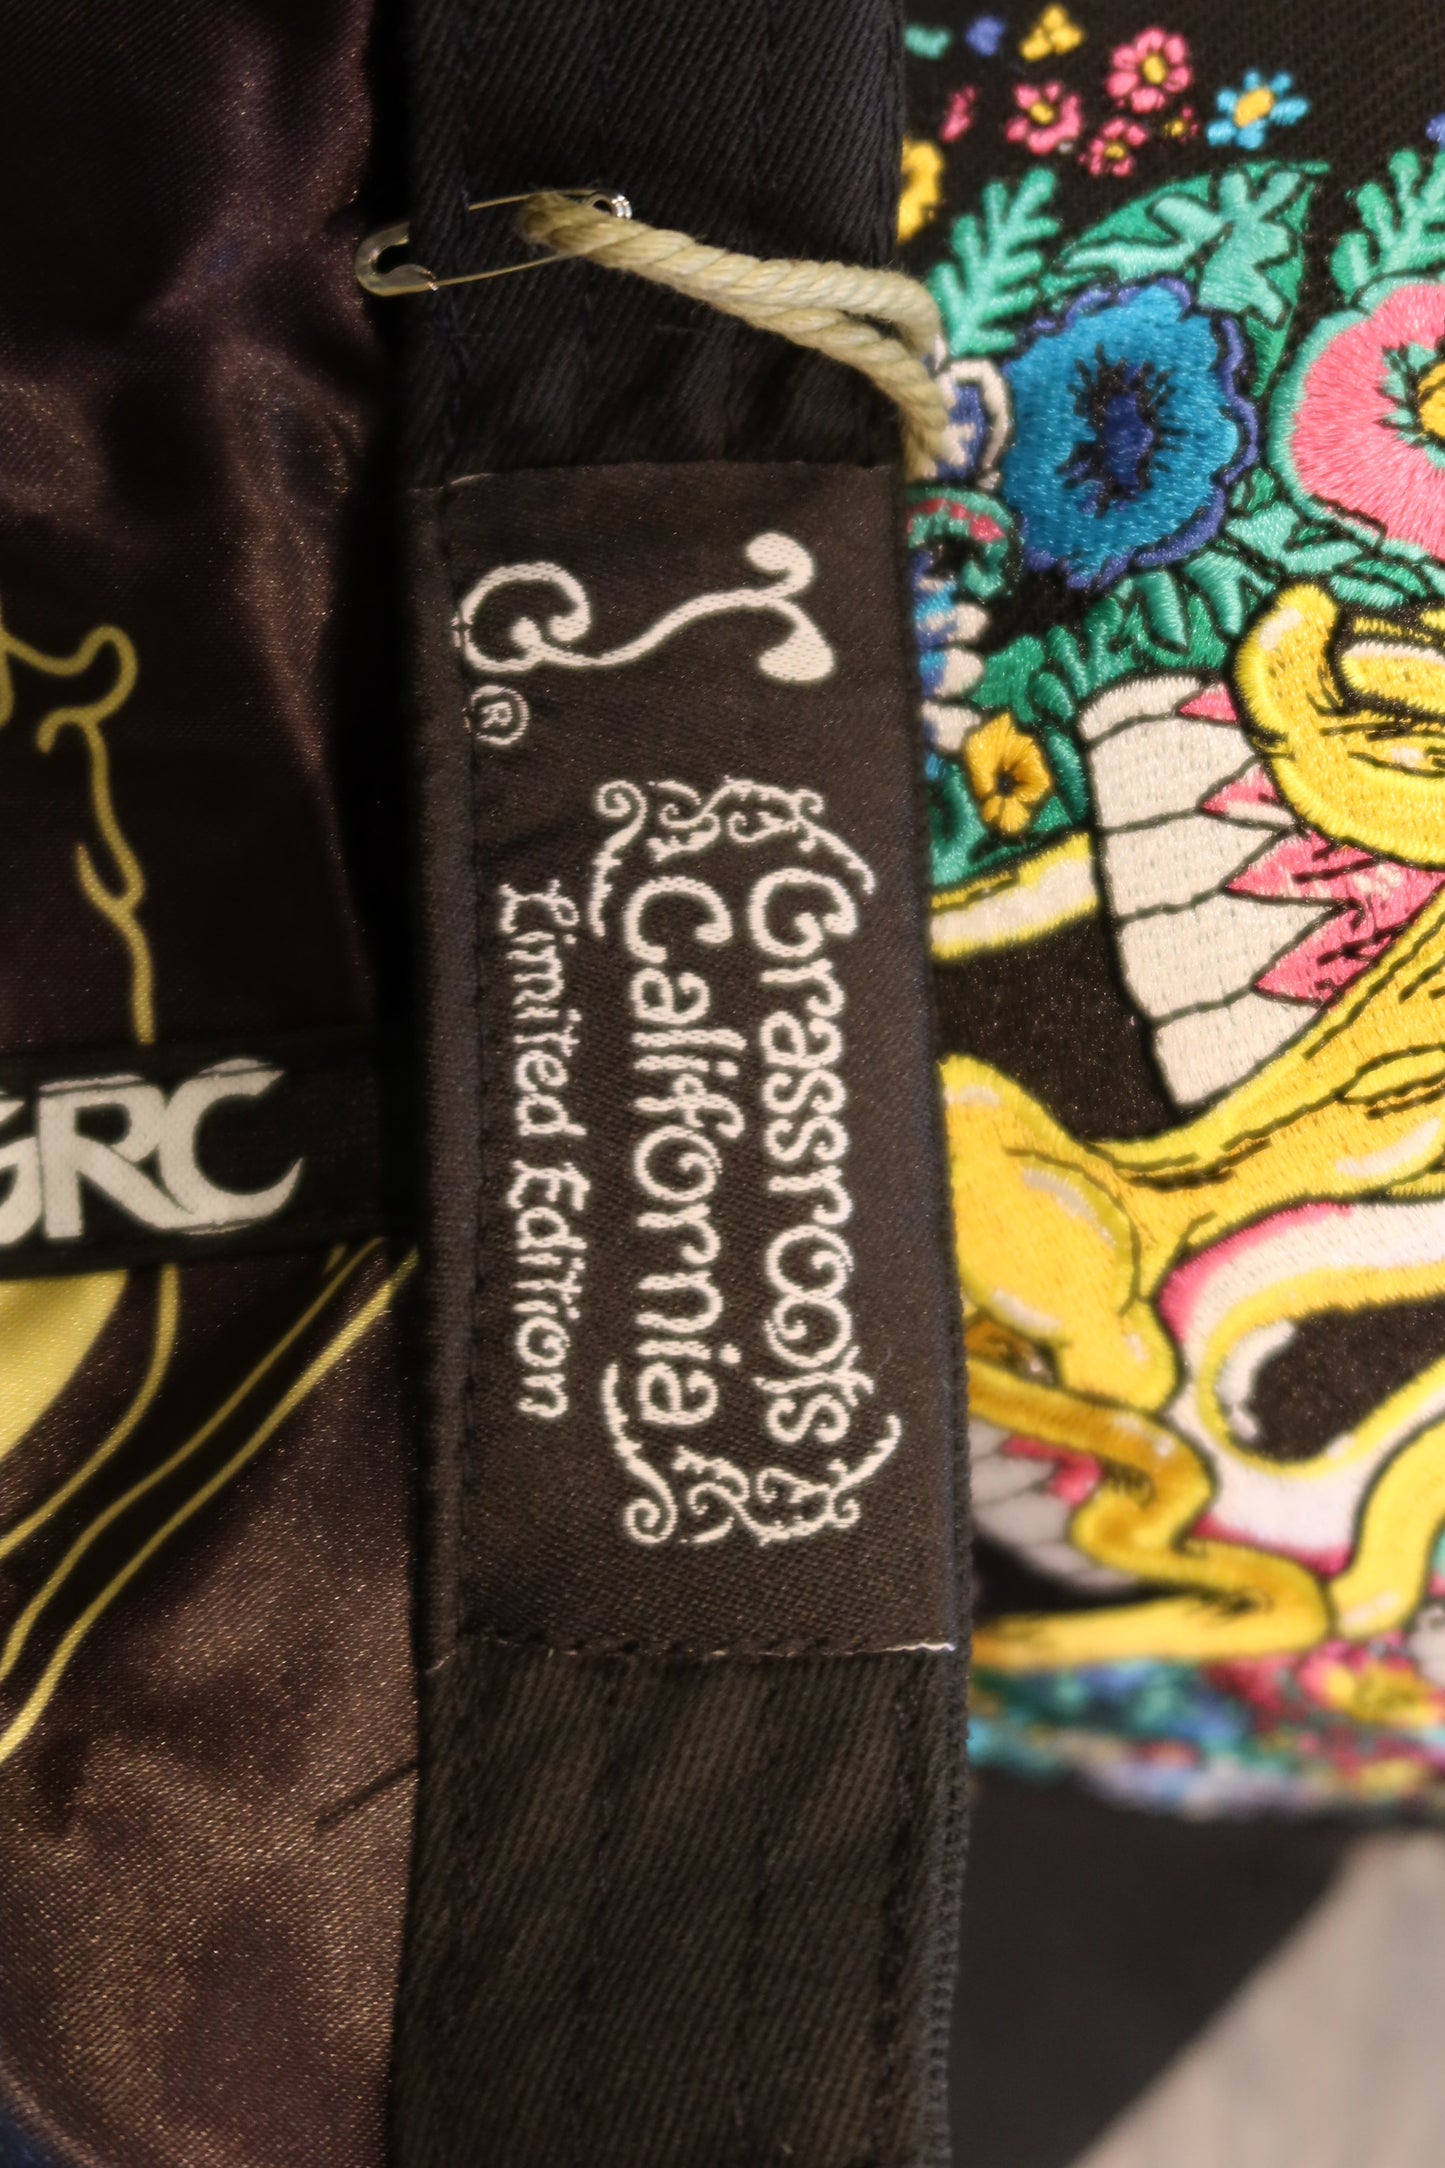 Grassroots
California
Limited Edition
®
GRC